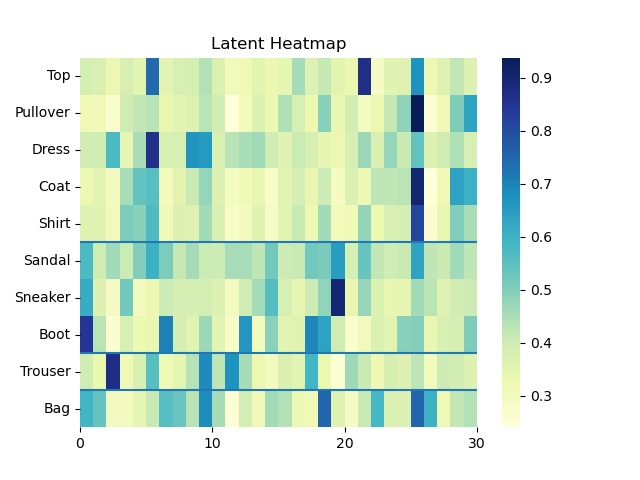 Latent Heatmap
Top
Pullover
Dress
Coat
Shirt
Sandal
Sneaker
Boot
Trouser
Bag
0 10 20 30
0.9
0.8
0.7
0.6
0.5
0.4
0.3